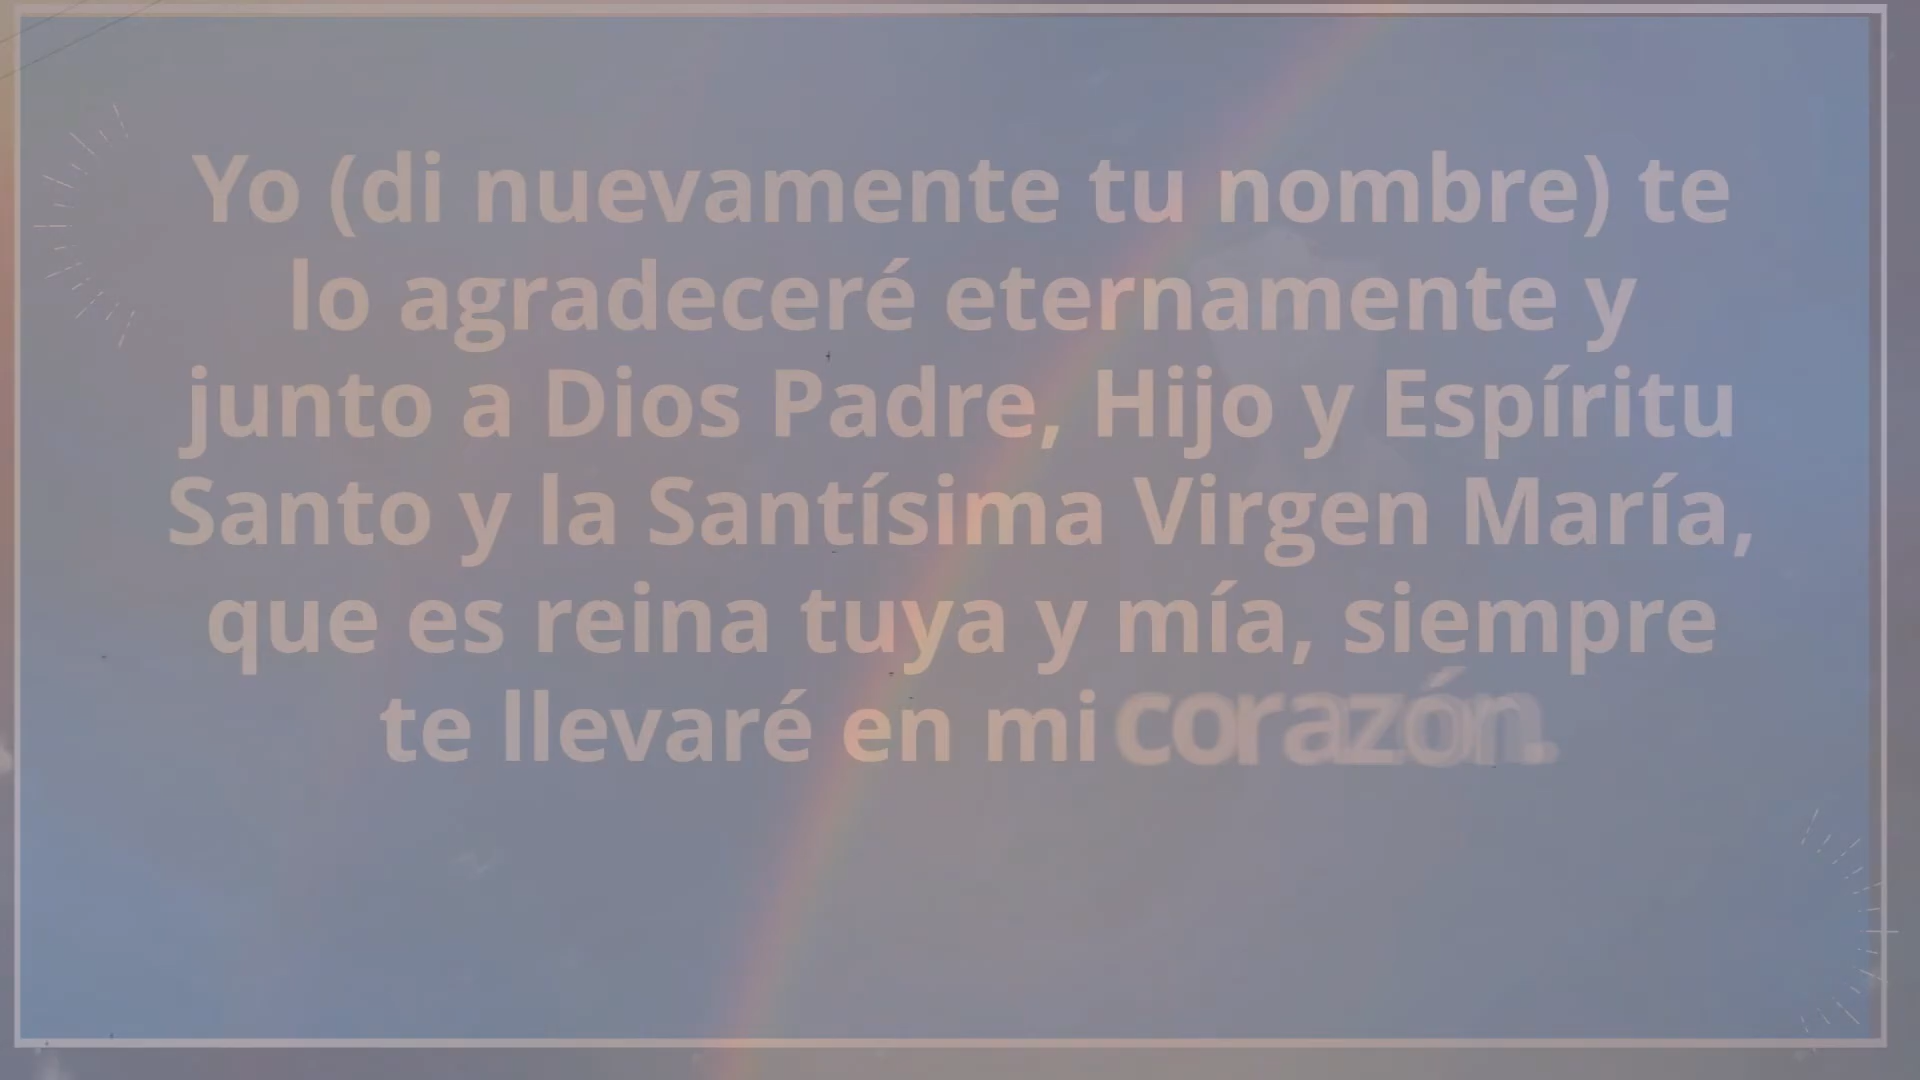 Yo (di nuevamente tu nombre) te
lo agradeceré eternamente y
junto a Dios Padre, Hijo y Espíritu
Santo y la Santísima Virgen María,
que es reina tuya y mía, siempre
te llevaré en mi corazón.